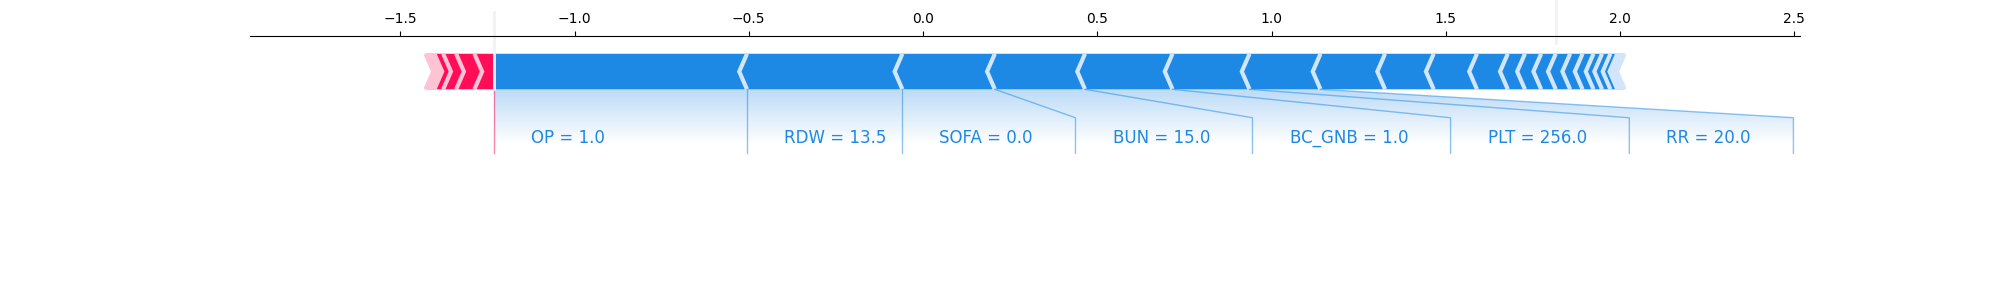 −1.5 −1.0 −0.5 0.0 0.5 1.0 1.5 2.0 2.5
OP = 1.0 RDW = 13.5 SOFA = 0.0 BUN = 15.0 BC_GNB = 1.0 PLT = 256.0 RR = 20.0